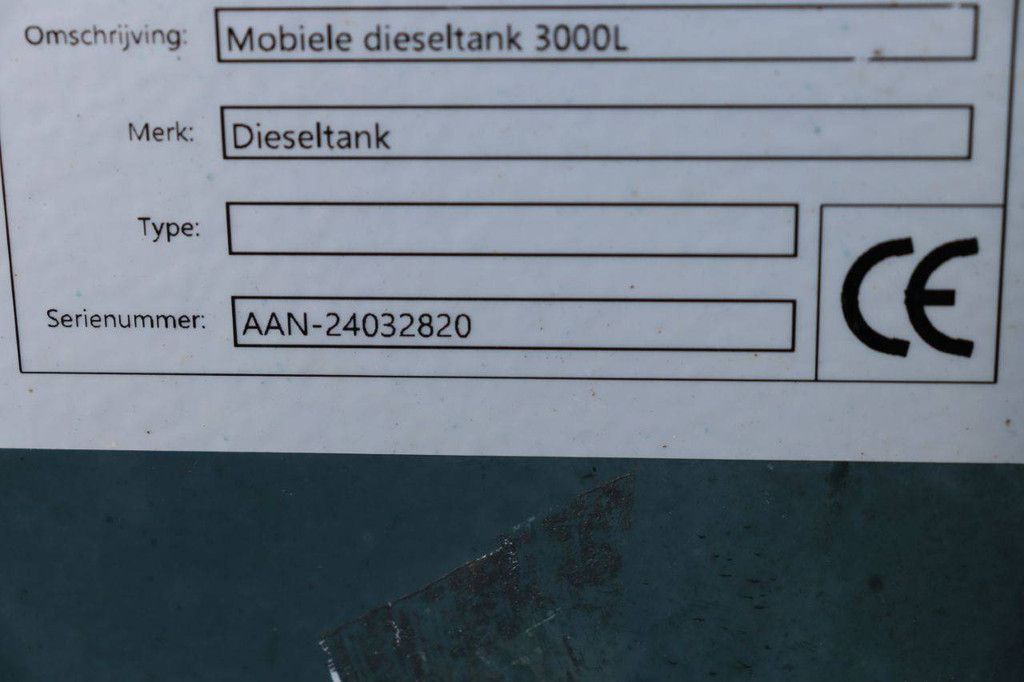 Omschrijving: Mobiele dieseltank 3000L
Merk: Dieseltank
Type:
Serienummer: AAN-24032820
CE